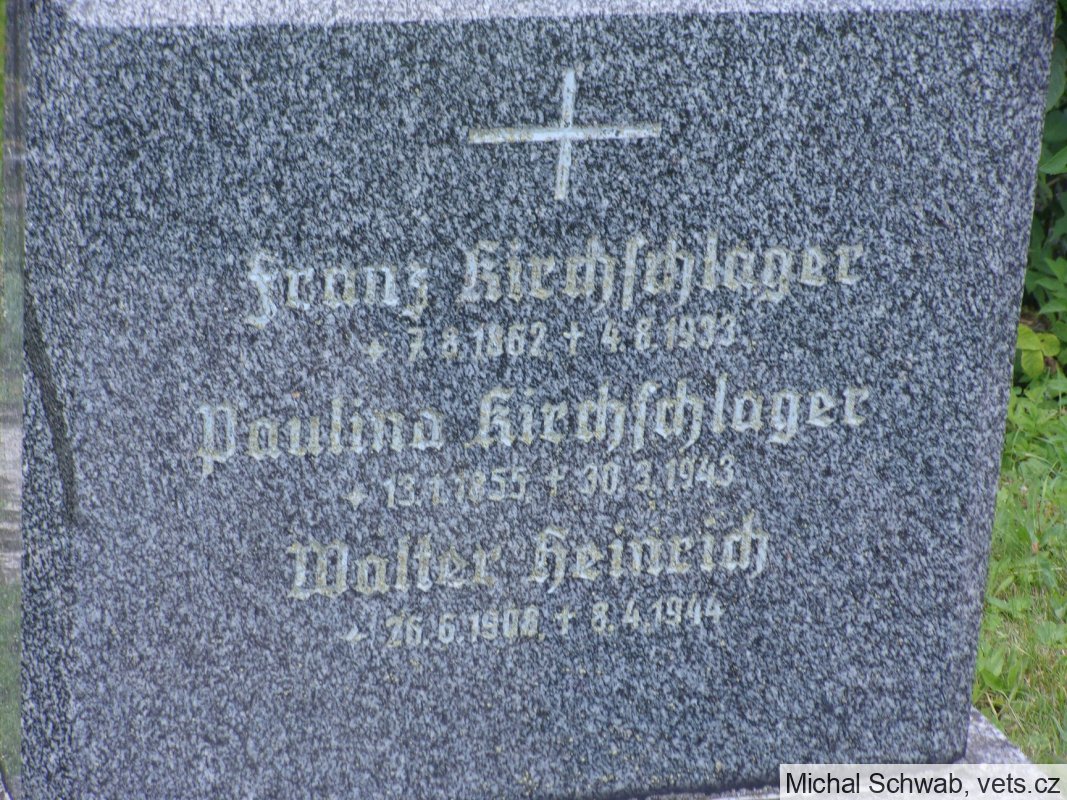 Franz Kirchschlager
+ 7.8.1862 + 4.8.1933
Paulina Kirchschlager
+ 13.1.1855 + 30.3.1943
Walter Heinrich
+ 26.6.1908 + 8.4.1944
Michal Schwab, vets.cz